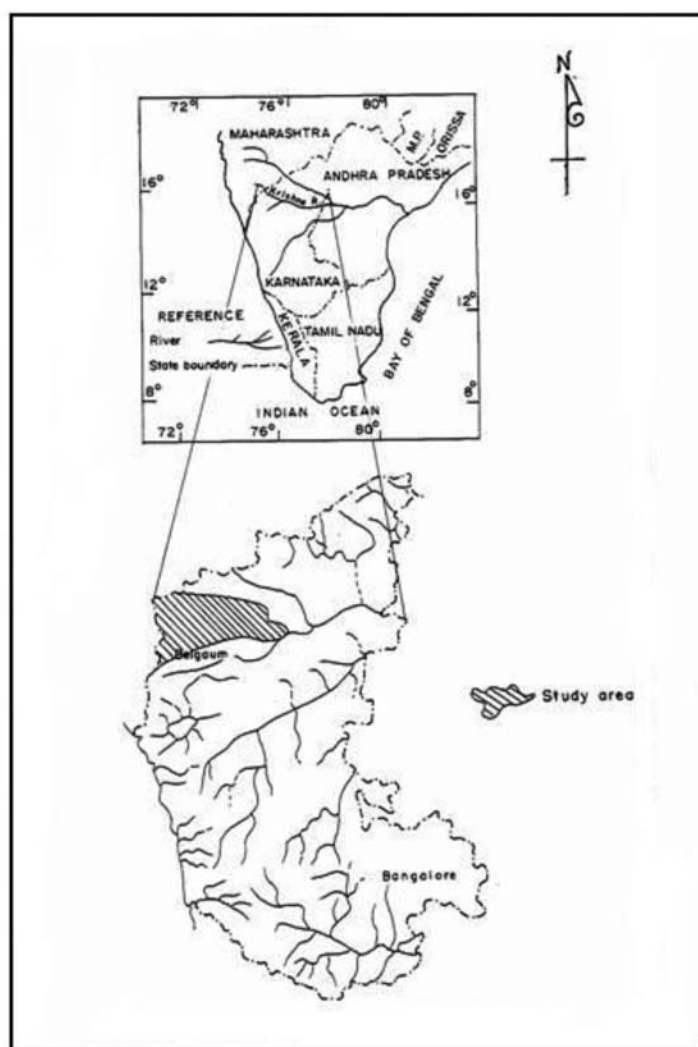 N
72° 76° 80°
MAHARASHTRA
M.P.
ORISSA
ANDHRA PRADESH
16° 16°
Krishna R.
KARNATAKA
12° 12°
REFERENCE
KERALA
TAMIL NADU
BAY OF BENGAL
River
State boundary
8° 8°
INDIAN OCEAN
72° 76° 80°
Belgaum
Study area
Bangalore